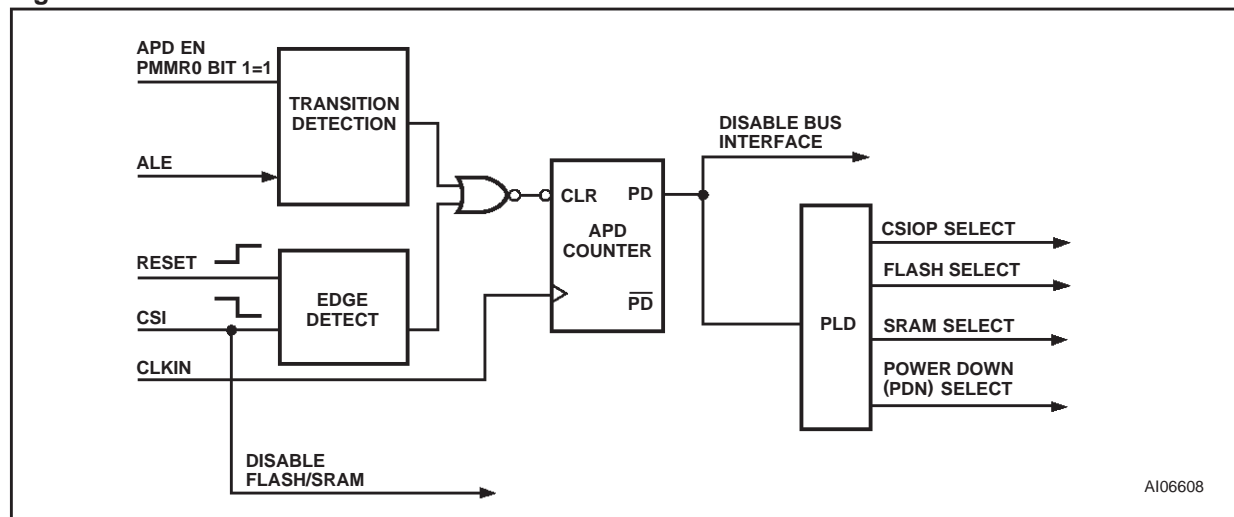 APD EN
PMMR0 BIT 1=1
TRANSITION
DETECTION
ALE
DISABLE BUS
INTERFACE
CLR
PD
APD
COUNTER
PD
RESET
CSI
CLKIN
EDGE
DETECT
PLD
CSIOP SELECT
FLASH SELECT
SRAM SELECT
POWER DOWN
(PDN) SELECT
DISABLE
FLASH/SRAM
AI06608